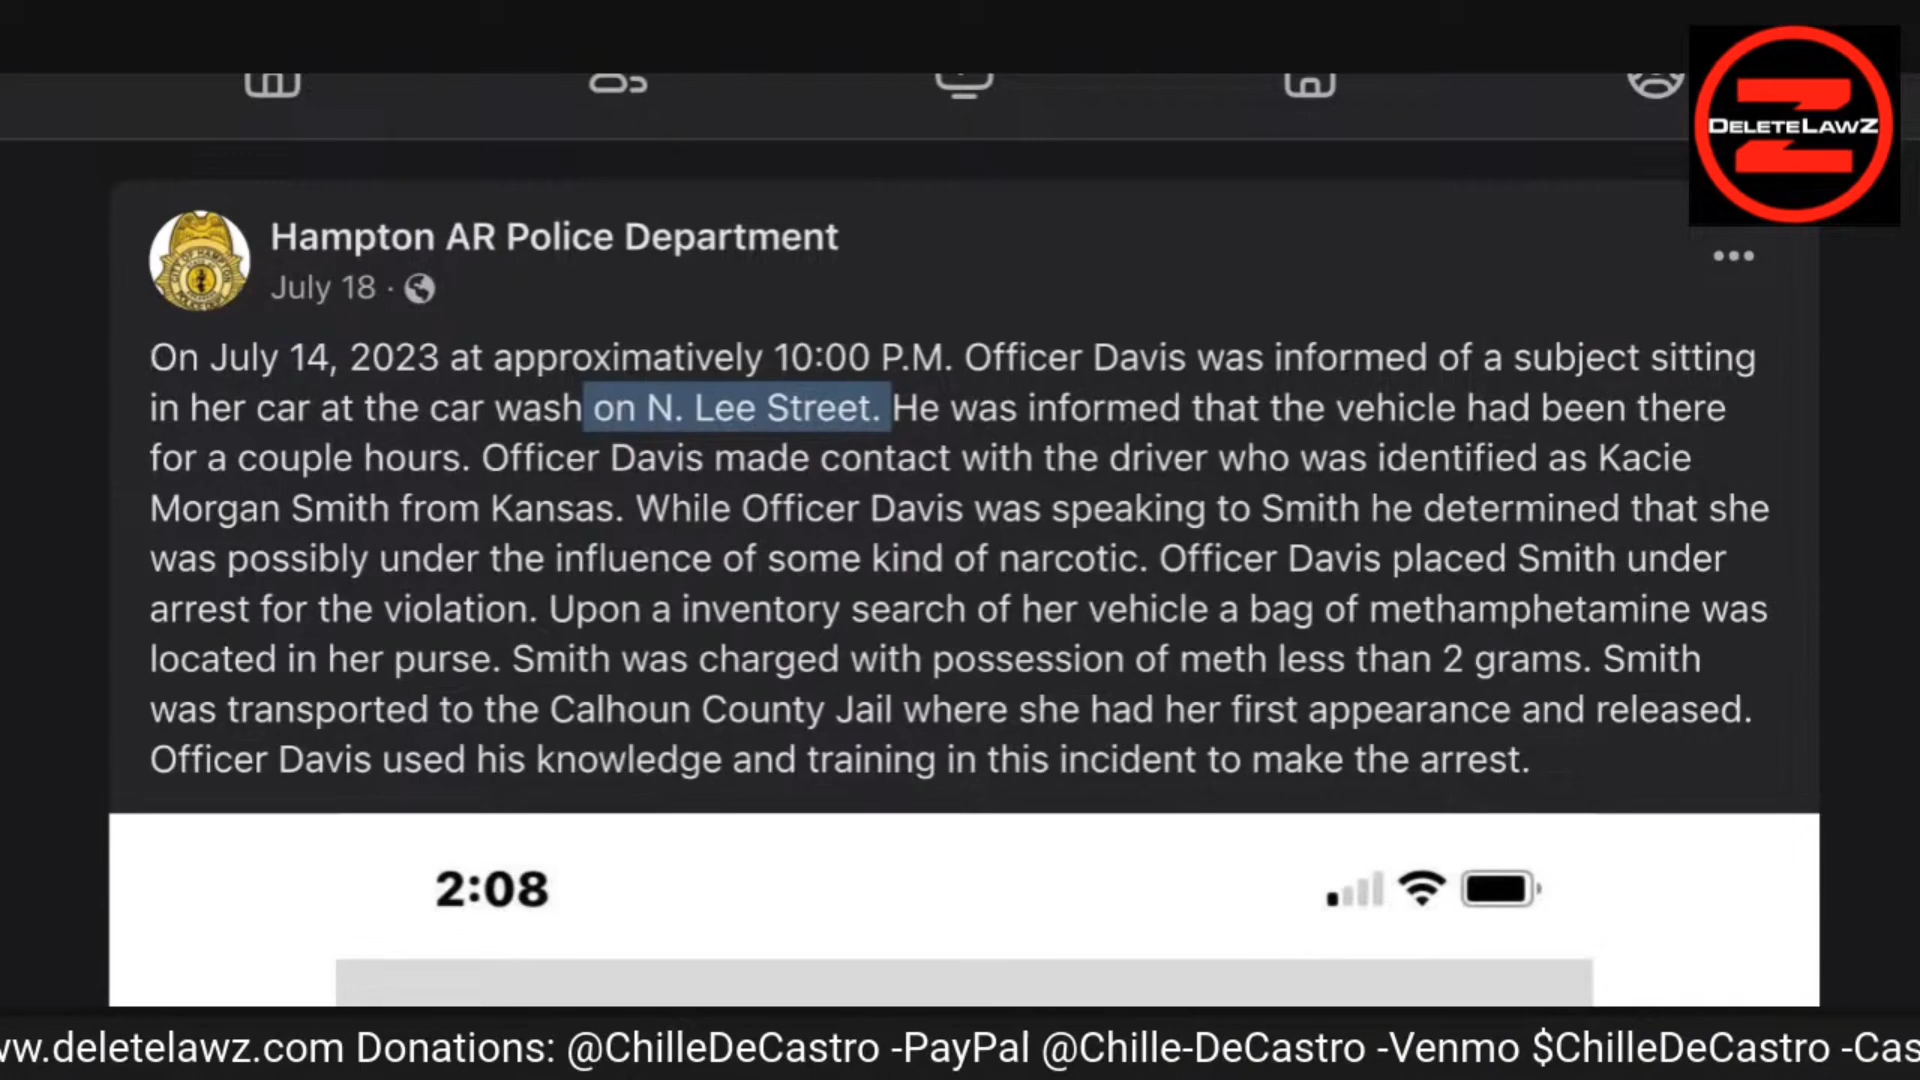 DELETELAWZ
Hampton AR Police Department
July 18 ·
On July 14, 2023 at approximatively 10:00 P.M. Officer Davis was informed of a subject sitting
in her car at the car wash on N. Lee Street. He was informed that the vehicle had been there
for a couple hours. Officer Davis made contact with the driver who was identified as Kacie
Morgan Smith from Kansas. While Officer Davis was speaking to Smith he determined that she
was possibly under the influence of some kind of narcotic. Officer Davis placed Smith under
arrest for the violation. Upon a inventory search of her vehicle a bag of methamphetamine was
located in her purse. Smith was charged with possession of meth less than 2 grams. Smith
was transported to the Calhoun County Jail where she had her first appearance and released.
Officer Davis used his knowledge and training in this incident to make the arrest.
2:08
ww.deletelawz.com Donations: @ChilleDeCastro -PayPal @Chille-DeCastro -Venmo $ChilleDeCastro -Cas